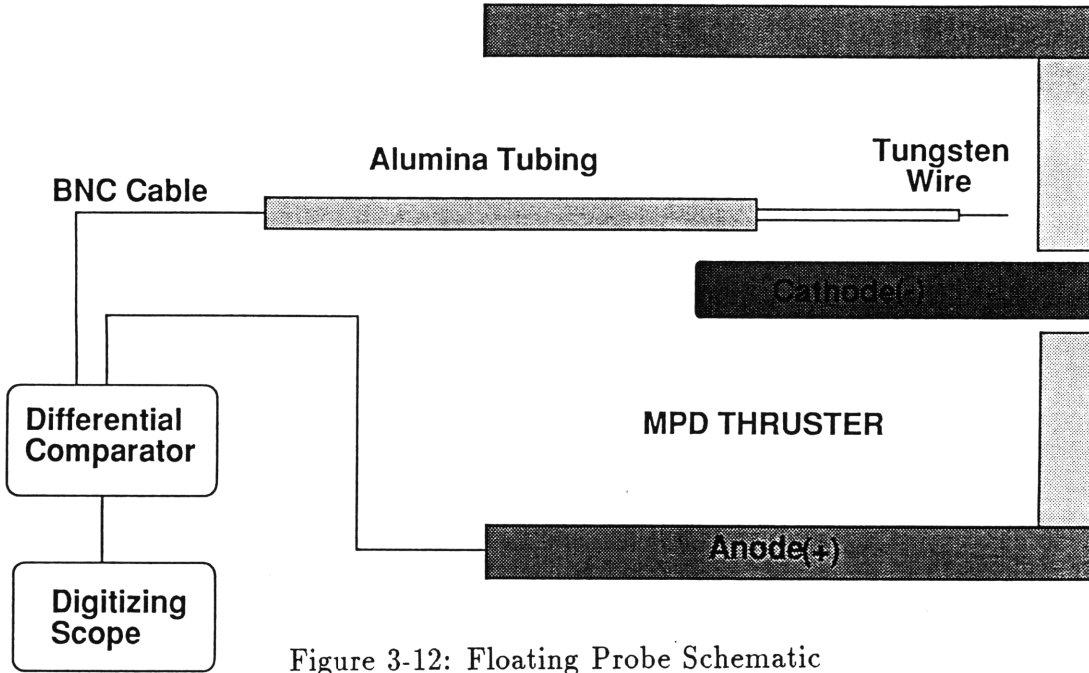 Alumina Tubing
Tungsten
Wire
BNC Cable
Cathode(-)
Differential
Comparator
MPD THRUSTER
Anode(+)
Digitizing
Scope
Figure 3-12: Floating Probe Schematic